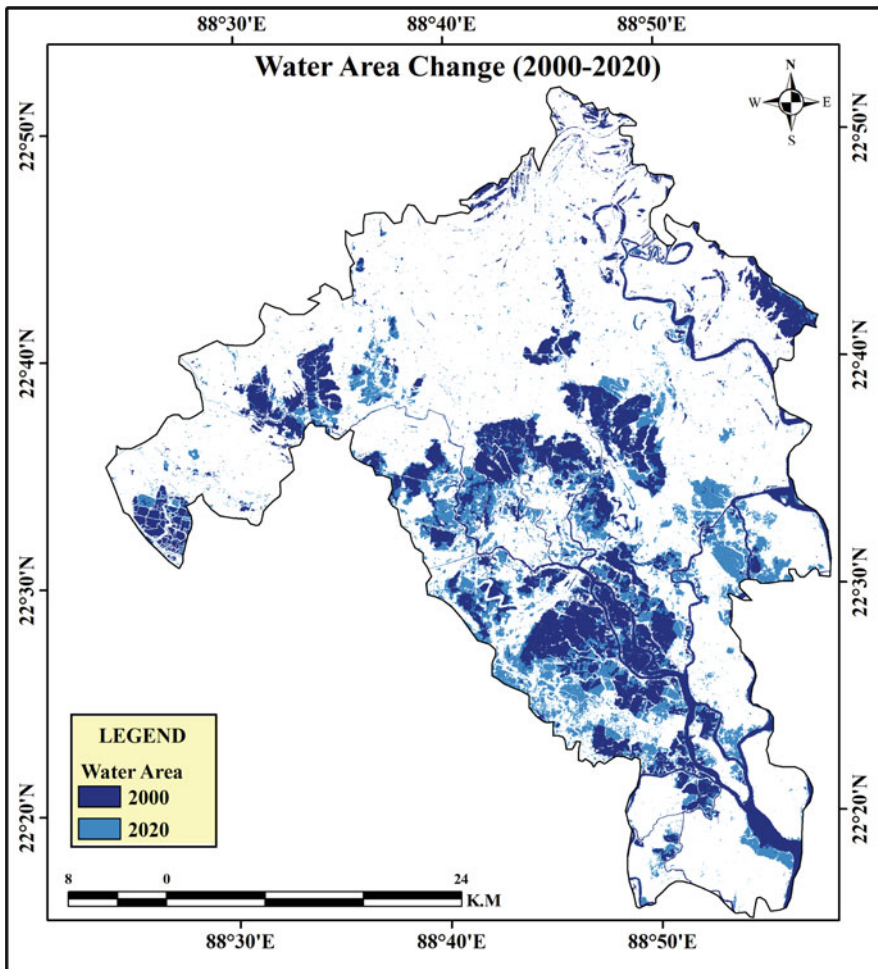 88°30'E 88°40'E 88°50'E
Water Area Change (2000-2020)
N
W E
S
22°50'N 22°50'N
22°40'N 22°40'N
22°30'N 22°30'N
22°20'N 22°20'N
LEGEND
Water Area
2000
2020
8 0 24
K.M
88°30'E 88°40'E 88°50'E